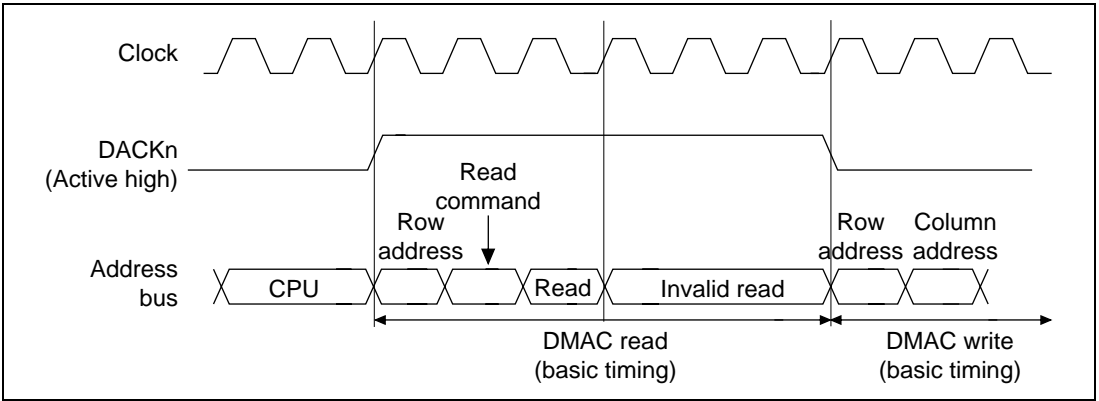 Clock
DACKn
(Active high)
Read
command
Row
address
Row
address
Column
address
Address
bus
CPU
Read
Invalid read
DMAC read
(basic timing)
DMAC write
(basic timing)